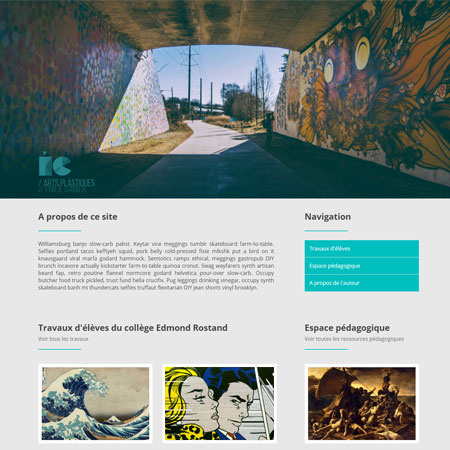 ic
/ ARTS PLASTIQUES
A propos de ce site
Williamsburg banjo slow-carb pabst. Keytar vice meggings tumblr skateboard farm-to-table.
Selfies portland tacos keffiyeh squid, pork belly cold-pressed fixie mlkshk put a bird on it
knausgaard viral marfa godard hammock. Semiotics ramps ethical, meggings gastropub DIY
brunch locavore actually kickstarter farm-to-table quinoa cronut. Swag wayfarers synth artisan
beard fap, retro poutine flannel normcore godard helvetica pour-over slow-carb. Occupy
butcher food truck pickled, trust fund hella crucifix. Pug leggings drinking vinegar, occupy synth
skateboard banh mi thundercats selfies truffaut flexitarian DIY jean shorts vinyl brooklyn.
Navigation
Travaux d'élèves
Espace pédagogique
A propos de l'auteur
Travaux d'élèves du collège Edmond Rostand
Voir tous les travaux
Espace pédagogique
Voir toutes les ressources pédagogiques